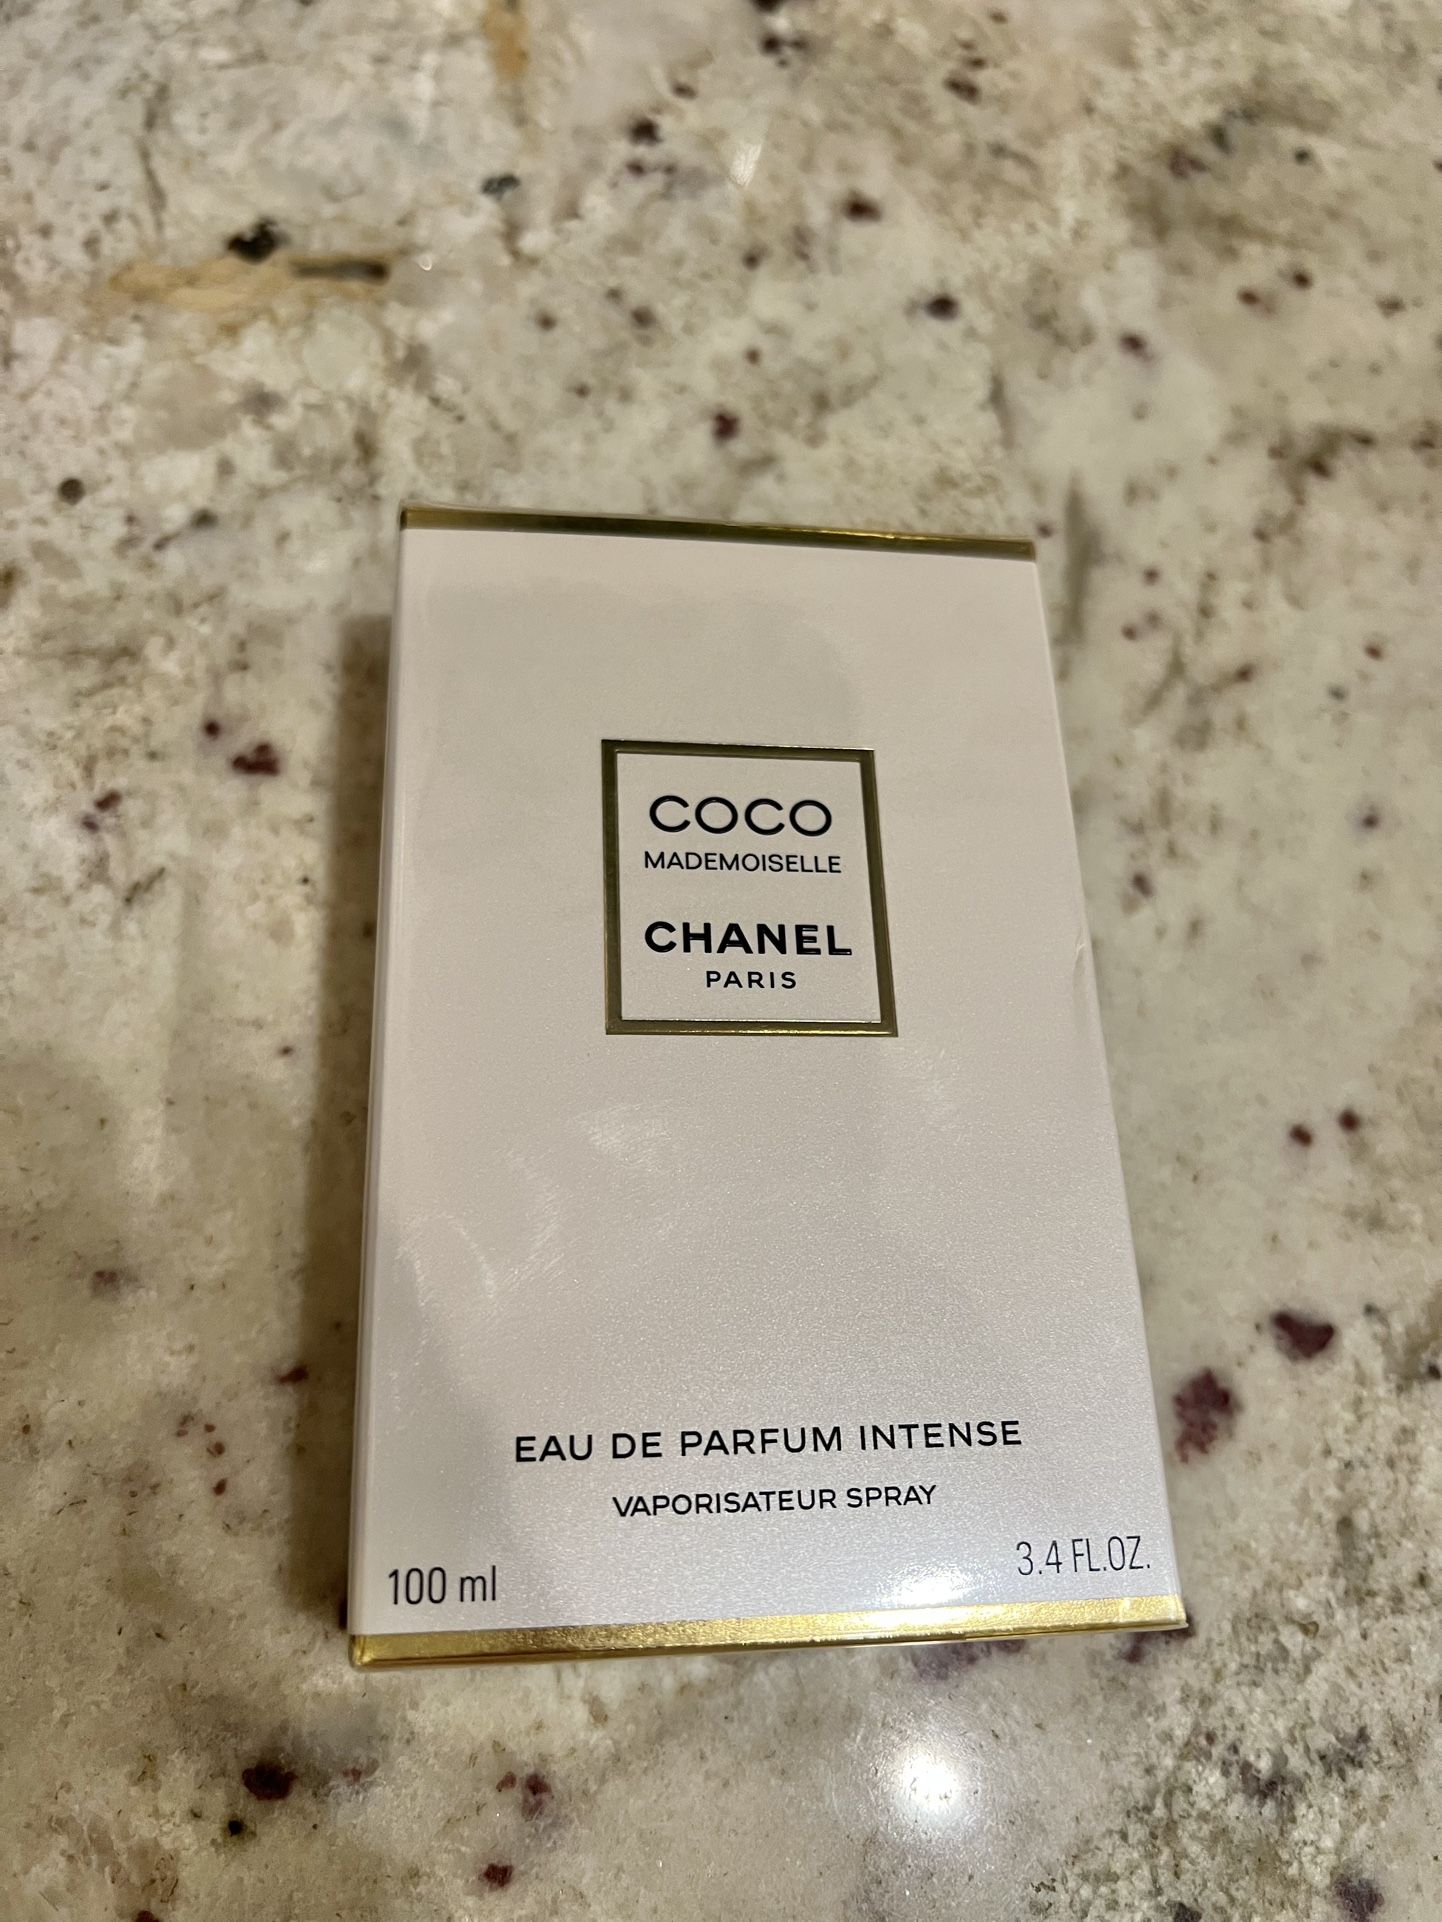 COCO
MADEMOISELLE
CHANEL
PARIS
EAU DE PARFUM INTENSE
VAPORISATEUR SPRAY
100 ml
3.4 FL.OZ.